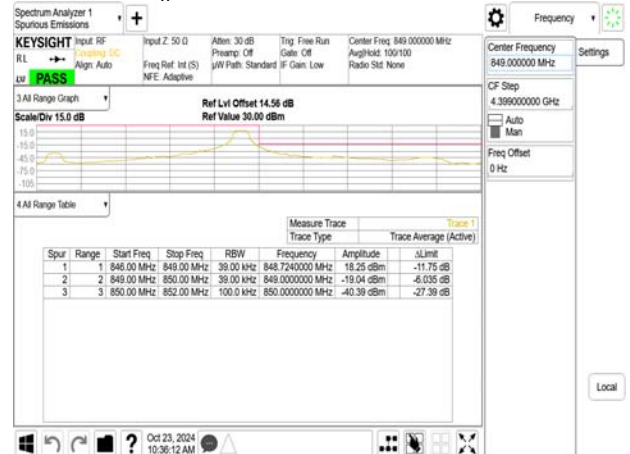 Spectrum Analyzer 1
Spurious Emissions
+
Frequency
KEYSIGHT
RL
PASS
Input: RF
Coupling: DC
Align: Auto
Input Z: 50 Ω
Freq Ref: Int (S)
NFE: Adaptive
Atten: 30 dB
Preamp: Off
µW Path: Standard
Trig: Free Run
Gate: Off
IF Gain: Low
Center Freq: 849.000000 MHz
Avg|Hold: 100/100
Radio Std: None
Center Frequency
849.000000 MHz
Settings
CF Step
4.399000000 GHz
Auto
Man
Freq Offset
0 Hz
3 All Range Graph
Scale/Div 15.0 dB
Ref Lvl Offset 14.56 dB
Ref Value 30.00 dBm
15.0
-15.0
-45.0
-75.0
-105
4 All Range Table
Measure Trace Trace 1
Trace Type Trace Average (Active)
Spur Range Start Freq Stop Freq RBW Frequency Amplitude ΔLimit
1 1 846.00 MHz 849.00 MHz 39.00 kHz 848.7240000 MHz 18.25 dBm -11.75 dB
2 2 849.00 MHz 850.00 MHz 39.00 kHz 849.0000000 MHz -19.04 dBm -6.035 dB
3 3 850.00 MHz 852.00 MHz 100.0 kHz 850.0000000 MHz -40.39 dBm -27.39 dB
Local
?
Oct 23, 2024
10:36:12 AM